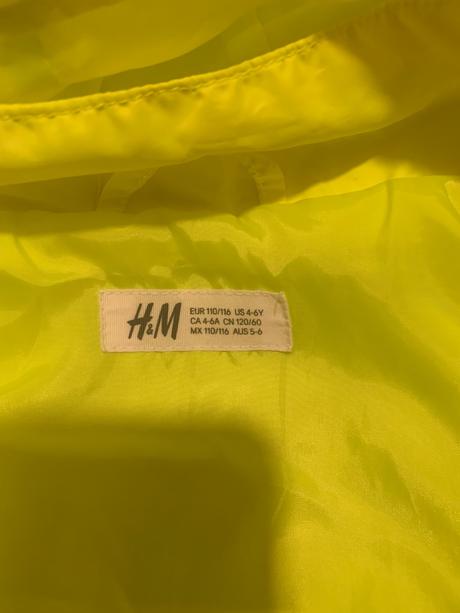 H&M
EUR 110/116 US 4-6Y
CA 4-6A CN 120/60
MX 110/116 AUS 5-6